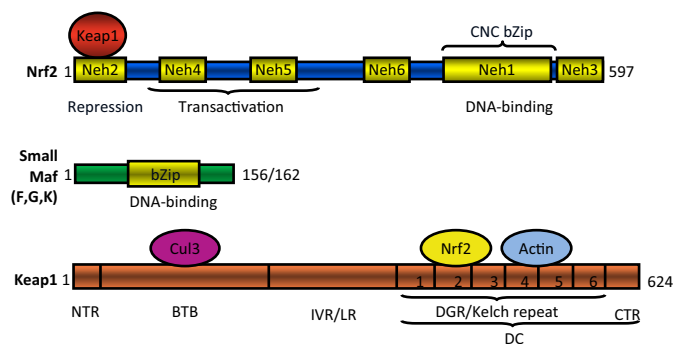 CNC bZip
Keap1
Nrf2 1 Neh2 Neh4 Neh5 Neh6 Neh1 Neh3 597
Repression Transactivation DNA-binding
Small
Maf 1 bZip 156/162
(F,G,K) DNA-binding
Cul3 Nrf2 Actin
Keap1 1 1 2 3 4 5 6 624
NTR BTB IVR/LR DGR/Kelch repeat CTR
DC